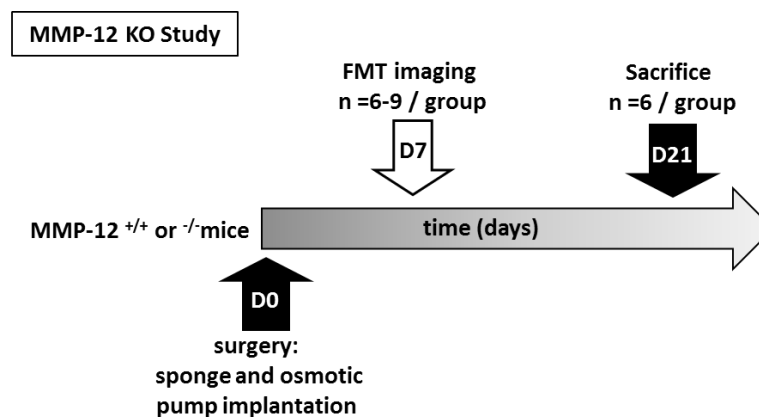 MMP-12 KO Study
FMT imaging
n =6-9 / group
D7
Sacrifice
n =6 / group
D21
MMP-12 +/+ or -/-mice
time (days)
D0
surgery:
sponge and osmotic
pump implantation